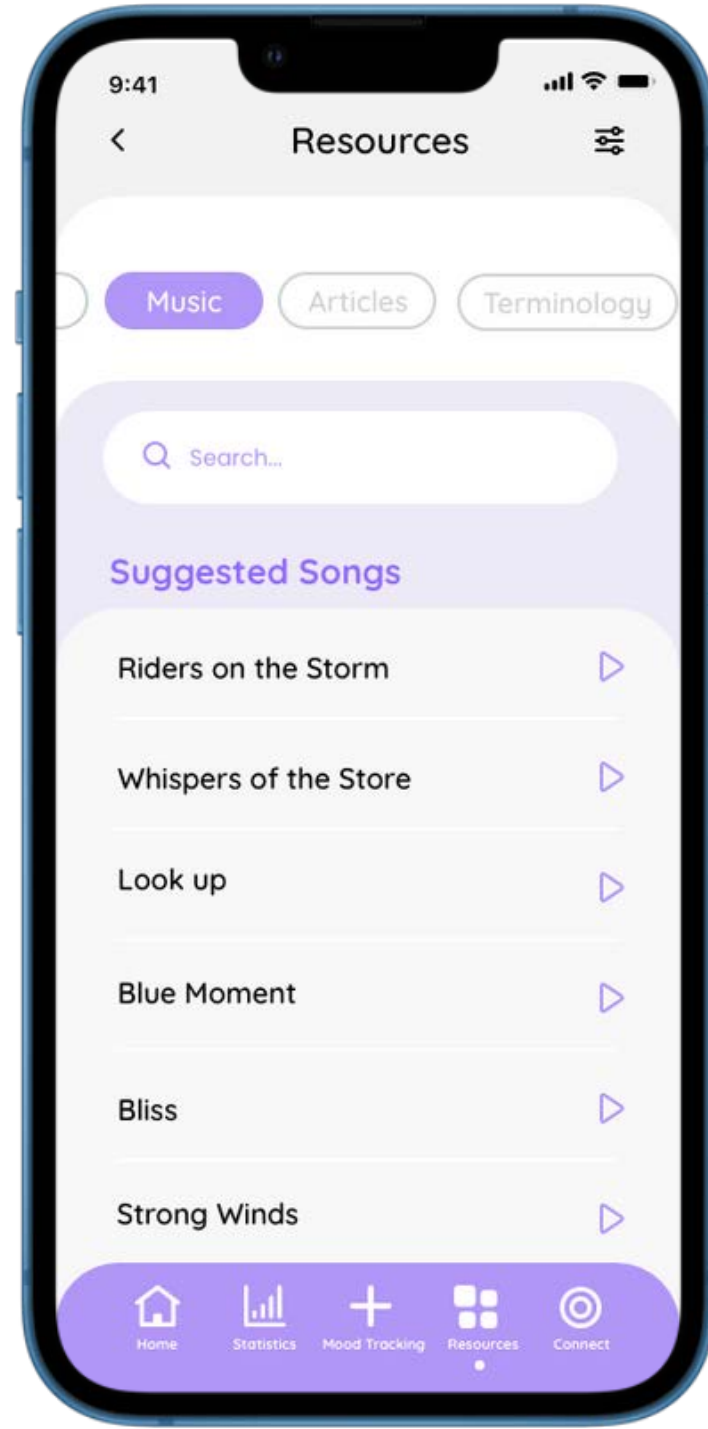 9:41
Resources
Music Articles Terminology
Search...
Suggested Songs
Riders on the Storm
Whispers of the Store
Look up
Blue Moment
Bliss
Strong Winds
Home Statistics Mood Tracking Resources Connect